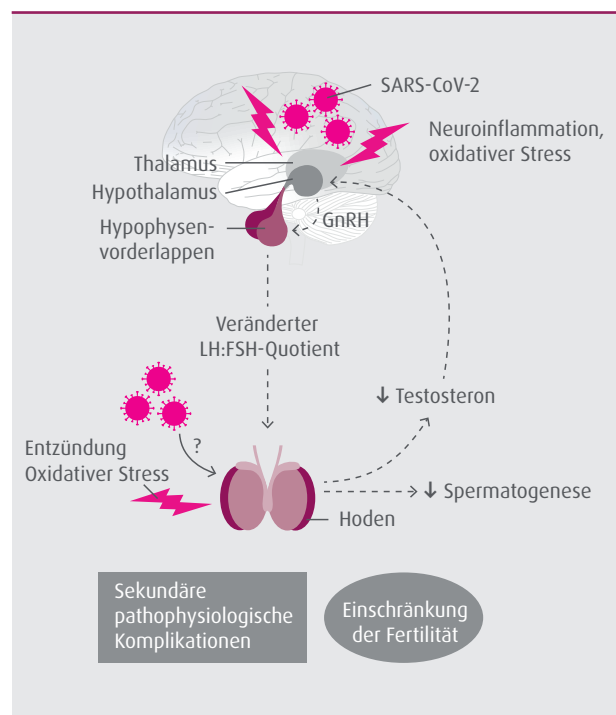 SARS-CoV-2
Neuroinflammation,
oxidativer Stress
Thalamus
Hypothalamus
GnRH
Hypophysen-
vorderlappen
Veränderter
LH:FSH-Quotient
↓ Testosteron
?
Entzündung
Oxidativer Stress
↓ Spermatogenese
Hoden
Sekundäre
pathophysiologische
Komplikationen
Einschränkung
der Fertilität